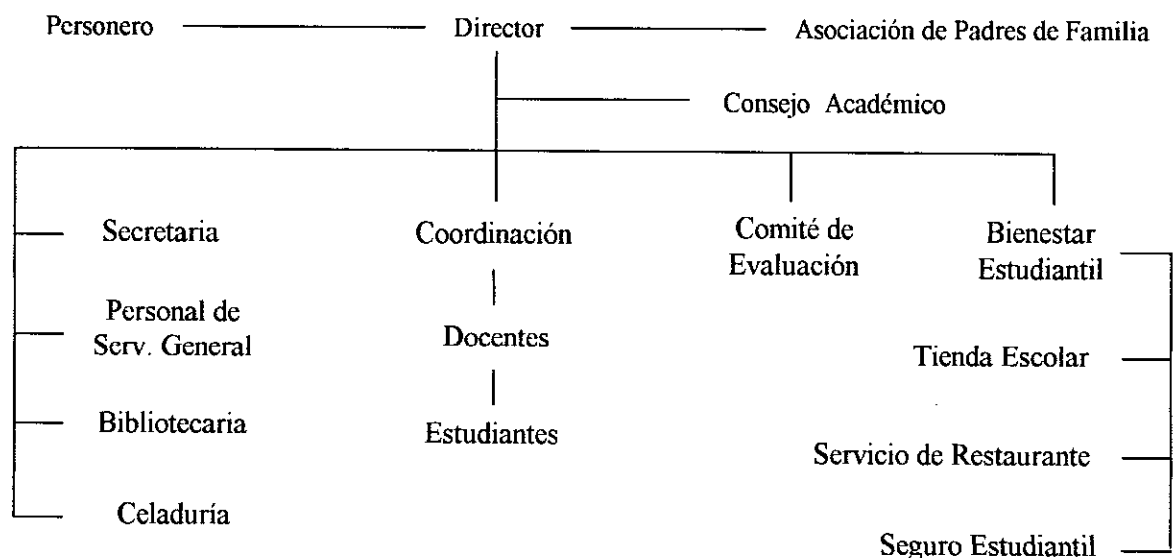 Personero
Director
Asociación de Padres de Familia
Consejo Académico
Secretaria
Coordinación
Comité de
Evaluación
Bienestar
Estudiantil
Personal de
Serv. General
Docentes
Tienda Escolar
Bibliotecaria
Estudiantes
Servicio de Restaurante
Celaduría
Seguro Estudiantil